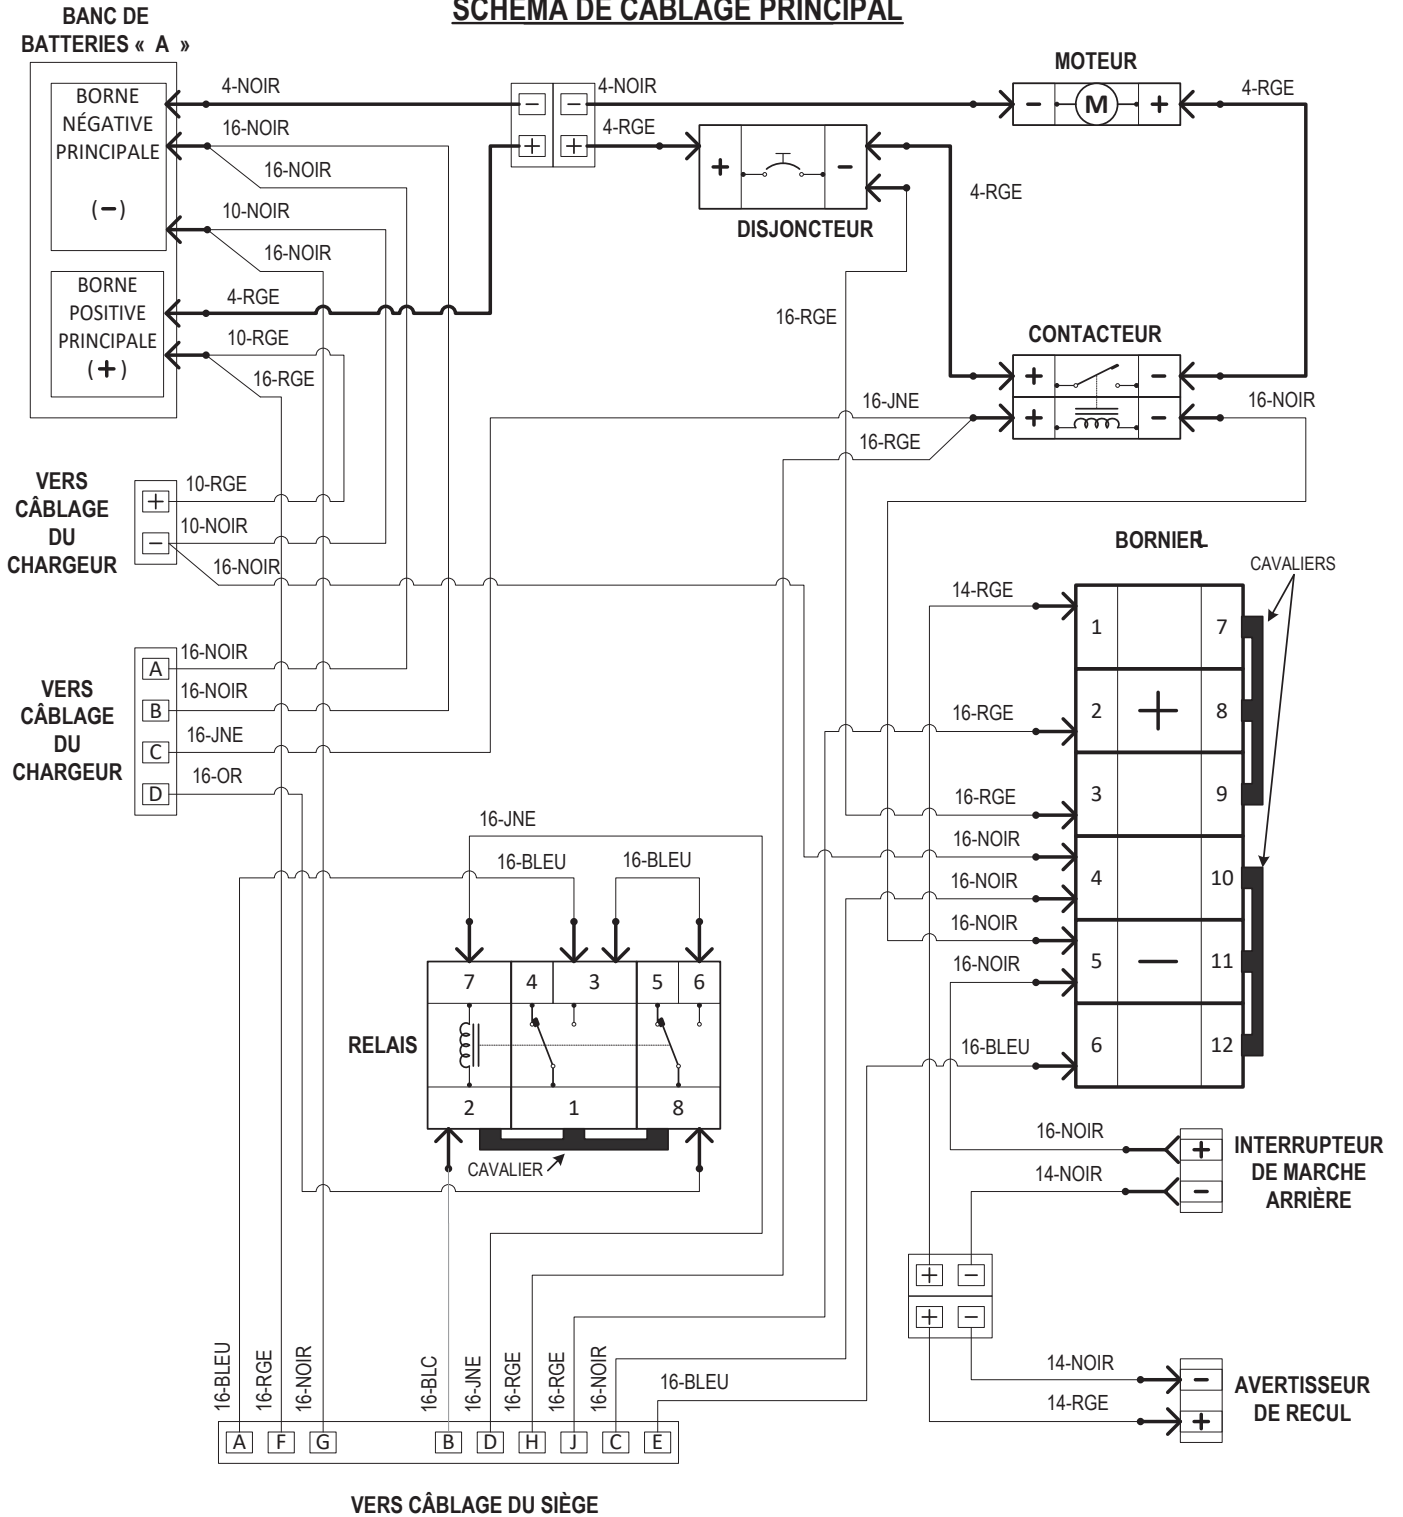 SCHÉMA DE CÂBLAGE PRINCIPAL
BANC DE
BATTERIES « A »
BORNE
NÉGATIVE
PRINCIPALE
(−)
BORNE
POSITIVE
PRINCIPALE
(+)
4-NOIR
16-NOIR
16-NOIR
10-NOIR
16-NOIR
4-RGE
10-RGE
16-RGE
− −
+ +
4-NOIR
4-RGE
MOTEUR
− M +
4-RGE
+ −
DISJONCTEUR
4-RGE
16-RGE
CONTACTEUR
+ −
+ −
16-JNE
16-RGE
16-NOIR
VERS
CÂBLAGE
DU
CHARGEUR
+
−
10-RGE
10-NOIR
16-NOIR
VERS
CÂBLAGE
DU
CHARGEUR
A
B
C
D
16-NOIR
16-NOIR
16-JNE
16-OR
BORNIER
CAVALIERS
1 7
2 + 8
3 9
4 10
5 − 11
6 12
14-RGE
16-RGE
16-RGE
16-NOIR
16-NOIR
16-NOIR
16-NOIR
16-BLEU
16-JNE
16-BLEU
16-BLEU
RELAIS
7 4 3 5 6
2 1 8
CAVALIER
16-NOIR
14-NOIR
+
−
INTERRUPTEUR
DE MARCHE
ARRIÈRE
+ −
+ −
14-NOIR
14-RGE
−
+
AVERTISSEUR
DE RECUL
16-BLEU
16-RGE
16-NOIR
16-BLC
16-JNE
16-RGE
16-RGE
16-NOIR
16-BLEU
A F G B D H J C E
VERS CÂBLAGE DU SIÈGE